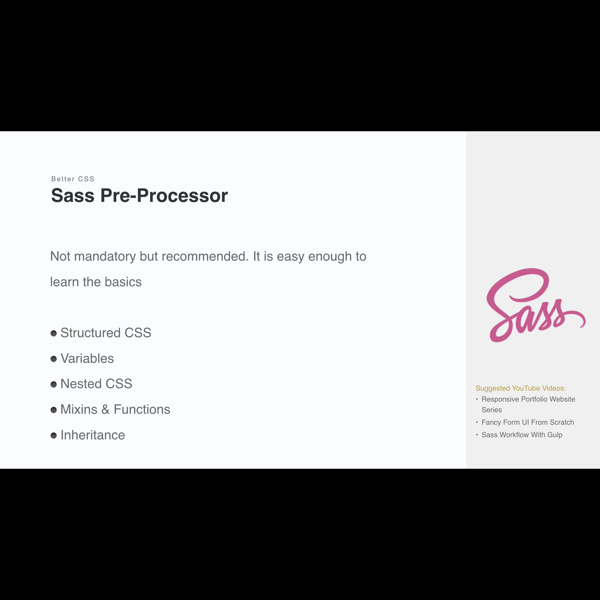 Better CSS
Sass Pre-Processor
Not mandatory but recommended. It is easy enough to
learn the basics
Structured CSS
Variables
Nested CSS
Mixins & Functions
Inheritance
Sass
Suggested YouTube Videos:
• Responsive Portfolio Website
Series
• Fancy Form UI From Scratch
• Sass Workflow With Gulp